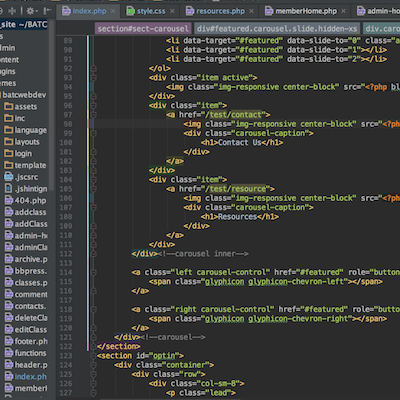 index.php
style.css
resources.php
memberHome.php
admin-ho
_site ~/BATC
section#sect-carousel
div#featured.carousel.slide.hidden-xs
div.caro
dmin
ontent
ugins
emes
batcwebdev
assets
inc
language
layouts
login
template
.jscsrc
.jshintign
404.php
addclass
addClass
admin-ho
adminClas
archive.p
bbpress.
classes.p
comment
contacts.
deleteCla
editClass
footer.ph
functions
header.p
index.ph
memberl
89 <li data-target="#featured" data-slide-to="0" class="a
90 <li data-target="#featured" data-slide-to="1"></li>
91 <li data-target="#featured" data-slide-to="2"></li>
92 </ol>
93 <div class="item active">
94 <img class="img-responsive center-block" src="<?php bl
95 </div>
96 <div class="item">
97 <a href="/test/contact">
98 <img class="img-responsive center-block" src="<?ph
99 <div class="carousel-caption">
100 <h1>Contact Us</h1>
101 </div>
102 </a>
103 </div>
104 <div class="item">
105 <a href="/test/resource">
106 <img class="img-responsive center-block" src="<?ph
107 <div class="carousel-caption">
108 <h1>Resources</h1>
109 </div>
110 </a>
111 </div>
112 </div><!--carousel inner-->
113
114 <a class="left carousel-control" href="#featured" role="button
115 <span class="glyphicon glyphicon-chevron-left"></span>
116 </a>
117
118 <a class="right carousel-control" href="#featured" role="butto
119 <span class="glyphicon glyphicon-chevron-right"></span>
120 </a>
121 </div><!--carousel-->
122 </section>
123 <section id="optin">
124 <div class="container">
125 <div class="row">
126 <div class="col-sm-8">
127 <p class="lead">